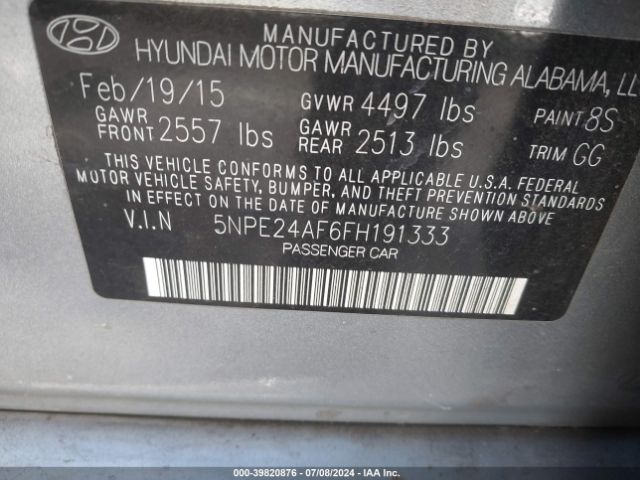 MANUFACTURED BY
HYUNDAI MOTOR MANUFACTURING ALABAMA, LL
Feb/19/15 GVWR 4497 lbs PAINT 8S
GAWR FRONT 2557 lbs GAWR REAR 2513 lbs TRIM GG
THIS VEHICLE CONFORMS TO ALL APPLICABLE U.S.A. FEDERAL
MOTOR VEHICLE SAFETY, BUMPER, AND THEFT PREVENTION STANDARDS
IN EFFECT ON THE DATE OF MANUFACTURE SHOWN ABOVE.
V.I.N 5NPE24AF6FH191333
PASSENGER CAR
000-39820876 - 07/08/2024 - IAA Inc.